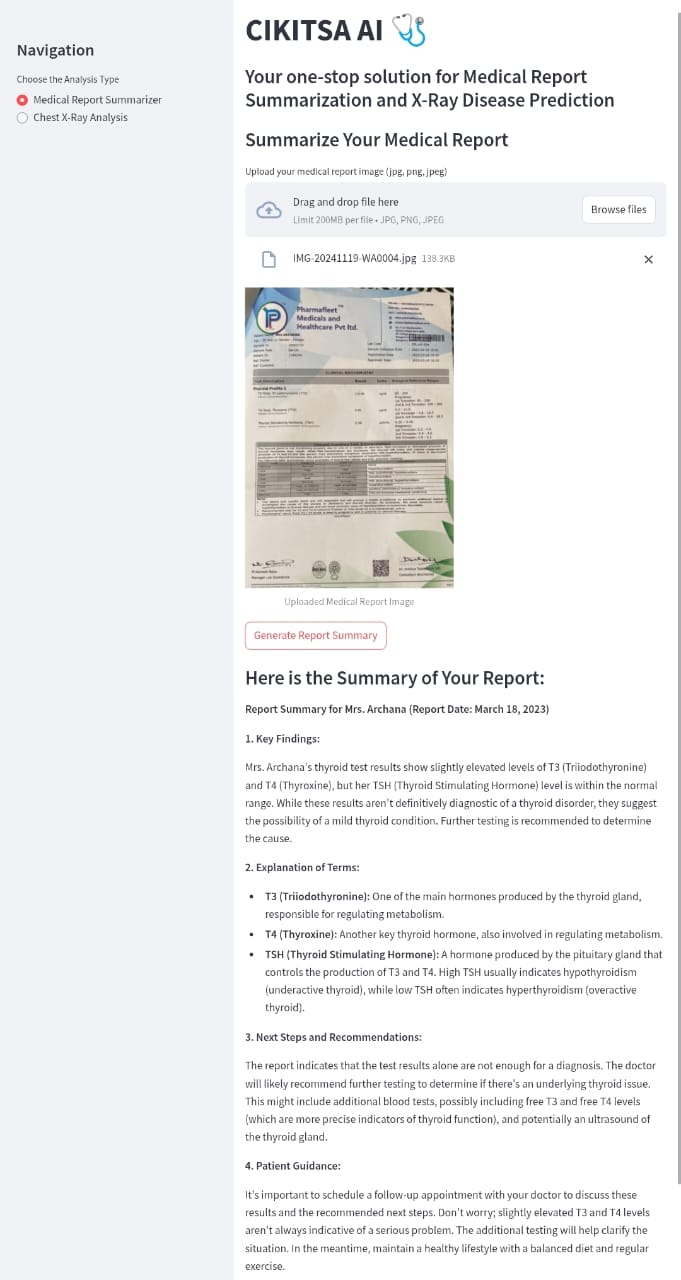 CIKITSA AI
Navigation
Choose the Analysis Type
Medical Report Summarizer
Chest X-Ray Analysis
Your one-stop solution for Medical Report
Summarization and X-Ray Disease Prediction
Summarize Your Medical Report
Upload your medical report image (jpg, png, jpeg)
Drag and drop file here
Limit 200MB per file • JPG, PNG, JPEG
Browse files
IMG-20241119-WA0004.jpg 138.3KB
Pharmafleet
Medicals and
Healthcare Pvt ltd.
Uploaded Medical Report Image
Generate Report Summary
Here is the Summary of Your Report:
Report Summary for Mrs. Archana (Report Date: March 18, 2023)
1. Key Findings:
Mrs. Archana's thyroid test results show slightly elevated levels of T3 (Triiodothyronine)
and T4 (Thyroxine), but her TSH (Thyroid Stimulating Hormone) level is within the normal
range. While these results aren't definitively diagnostic of a thyroid disorder, they suggest
the possibility of a mild thyroid condition. Further testing is recommended to determine
the cause.
2. Explanation of Terms:
• T3 (Triiodothyronine): One of the main hormones produced by the thyroid gland,
responsible for regulating metabolism.
• T4 (Thyroxine): Another key thyroid hormone, also involved in regulating metabolism.
• TSH (Thyroid Stimulating Hormone): A hormone produced by the pituitary gland that
controls the production of T3 and T4. High TSH usually indicates hypothyroidism
(underactive thyroid), while low TSH often indicates hyperthyroidism (overactive
thyroid).
3. Next Steps and Recommendations:
The report indicates that the test results alone are not enough for a diagnosis. The doctor
will likely recommend further testing to determine if there's an underlying thyroid issue.
This might include additional blood tests, possibly including free T3 and free T4 levels
(which are more precise indicators of thyroid function), and potentially an ultrasound of
the thyroid gland.
4. Patient Guidance:
It's important to schedule a follow-up appointment with your doctor to discuss these
results and the recommended next steps. Don't worry; slightly elevated T3 and T4 levels
aren't always indicative of a serious problem. The additional testing will help clarify the
situation. In the meantime, maintain a healthy lifestyle with a balanced diet and regular
exercise.